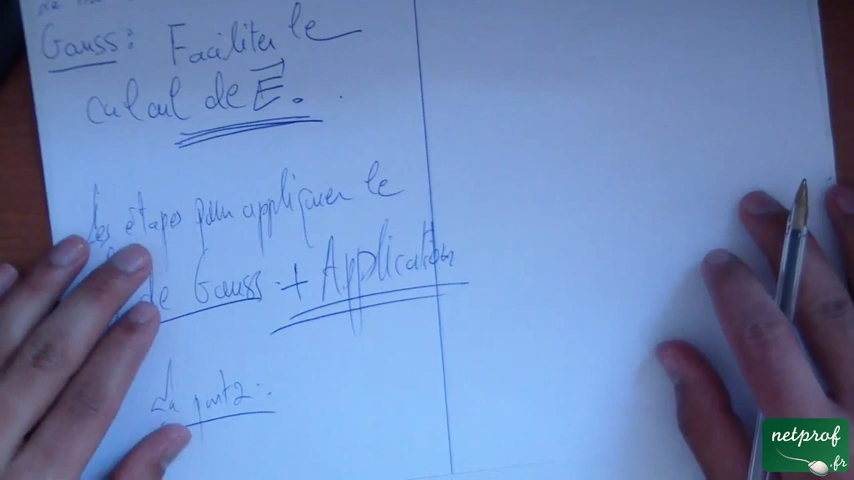 Gauss: Faciliter le
calcul de E.
Les étapes pour appliquer le
de Gauss + Application
La part 2:
netprof
.fr